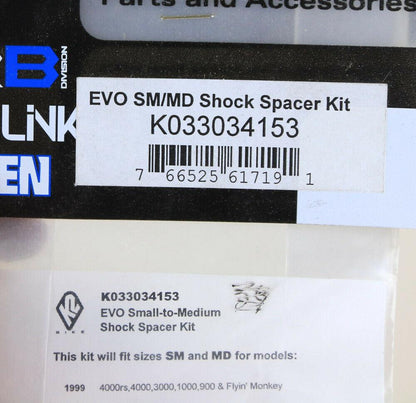 Parts and Accessories
B
DIVISION
LiNK
EN
EVO SM/MD Shock Spacer Kit
K033034153
7 66525 61719 1
K2
BIKE
K033034153
EVO Small-to-Medium
Shock Spacer Kit
This kit will fit sizes SM and MD for models:
1999 4000rs,4000,3000,1000,900 & Flyin' Monkey